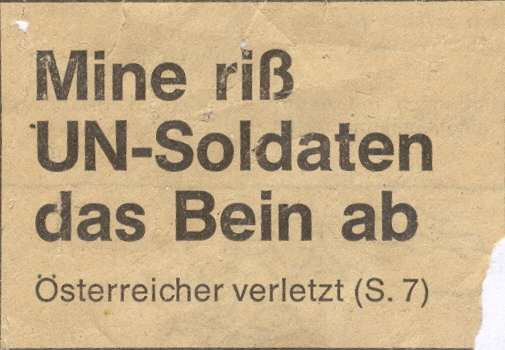 Mine riß
UN-Soldaten
das Bein ab
Österreicher verletzt (S. 7)